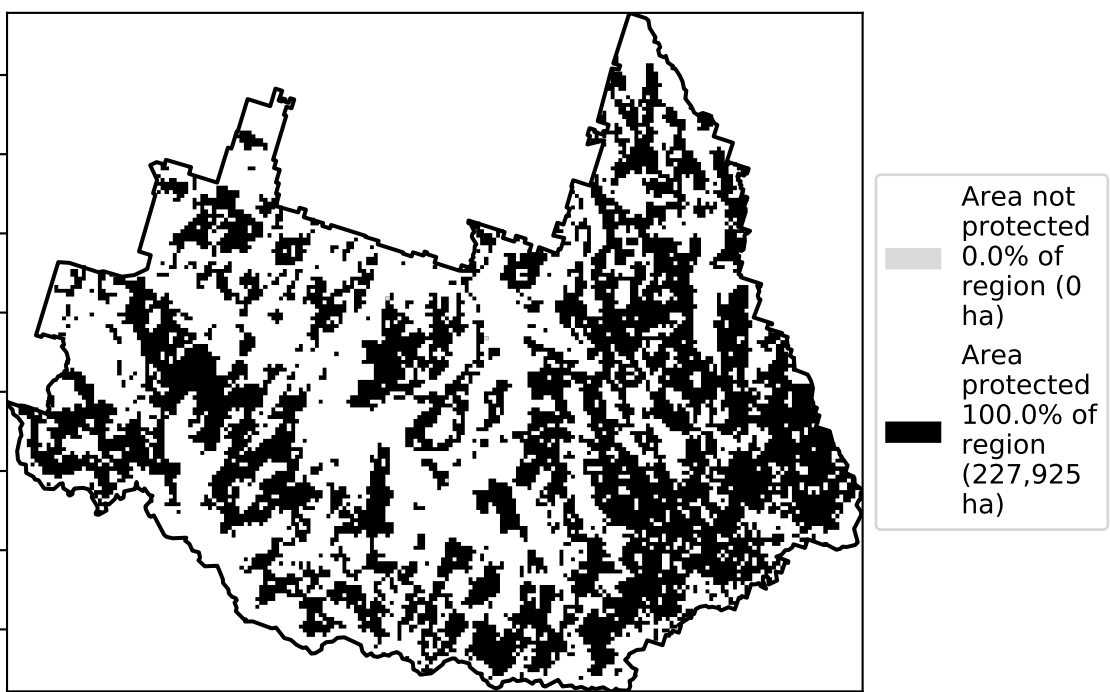 Area not
protected
0.0% of
region (0
ha)
Area
protected
100.0% of
region
(227,925
ha)